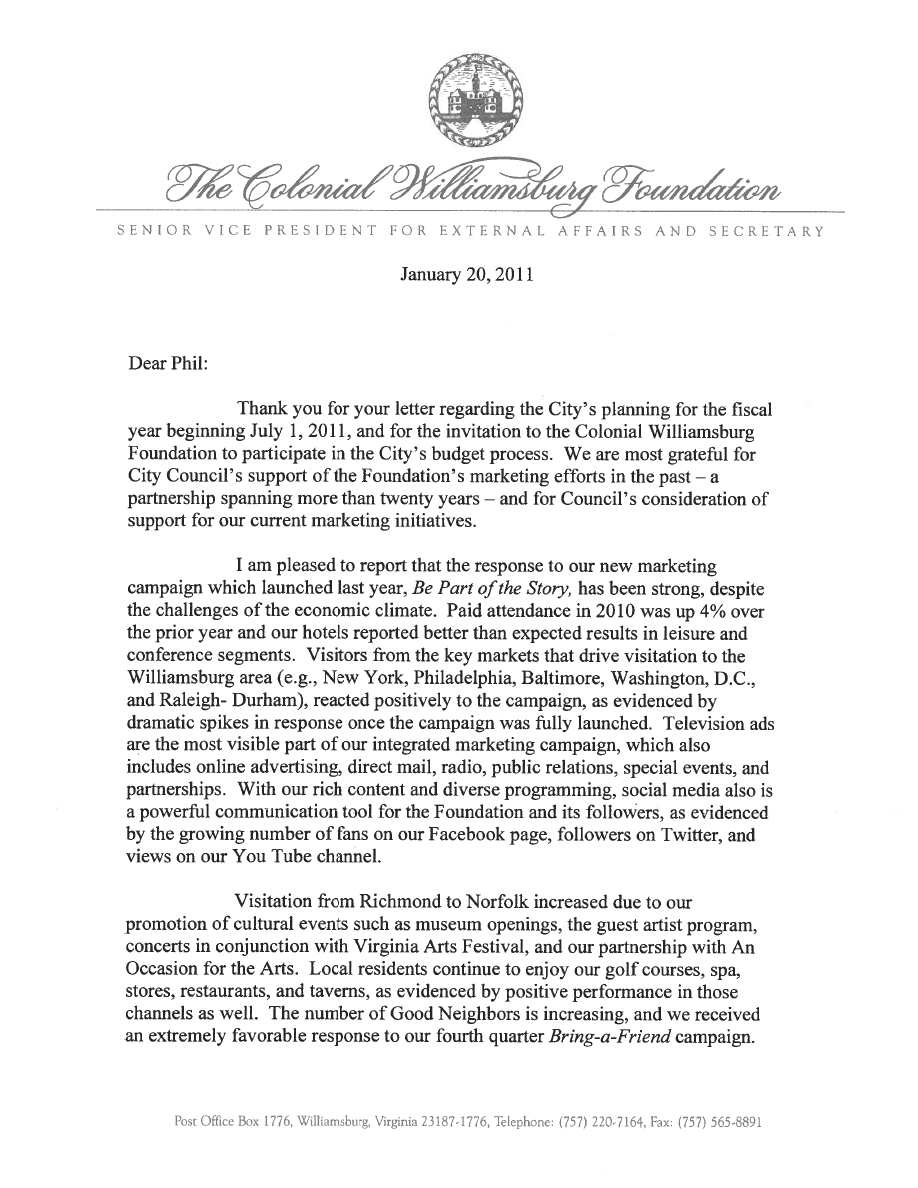 The Colonial Williamsburg Foundation
SENIOR VICE PRESIDENT FOR EXTERNAL AFFAIRS AND SECRETARY
January 20, 2011
Dear Phil:
Thank you for your letter regarding the City's planning for the fiscal
year beginning July 1, 2011, and for the invitation to the Colonial Williamsburg
Foundation to participate in the City's budget process. We are most grateful for
City Council's support of the Foundation's marketing efforts in the past – a
partnership spanning more than twenty years – and for Council's consideration of
support for our current marketing initiatives.
I am pleased to report that the response to our new marketing
campaign which launched last year, Be Part of the Story, has been strong, despite
the challenges of the economic climate. Paid attendance in 2010 was up 4% over
the prior year and our hotels reported better than expected results in leisure and
conference segments. Visitors from the key markets that drive visitation to the
Williamsburg area (e.g., New York, Philadelphia, Baltimore, Washington, D.C.,
and Raleigh- Durham), reacted positively to the campaign, as evidenced by
dramatic spikes in response once the campaign was fully launched. Television ads
are the most visible part of our integrated marketing campaign, which also
includes online advertising, direct mail, radio, public relations, special events, and
partnerships. With our rich content and diverse programming, social media also is
a powerful communication tool for the Foundation and its followers, as evidenced
by the growing number of fans on our Facebook page, followers on Twitter, and
views on our You Tube channel.
Visitation from Richmond to Norfolk increased due to our
promotion of cultural events such as museum openings, the guest artist program,
concerts in conjunction with Virginia Arts Festival, and our partnership with An
Occasion for the Arts. Local residents continue to enjoy our golf courses, spa,
stores, restaurants, and taverns, as evidenced by positive performance in those
channels as well. The number of Good Neighbors is increasing, and we received
an extremely favorable response to our fourth quarter Bring-a-Friend campaign.
Post Office Box 1776, Williamsburg, Virginia 23187-1776, Telephone: (757) 220-7164, Fax: (757) 565-8891